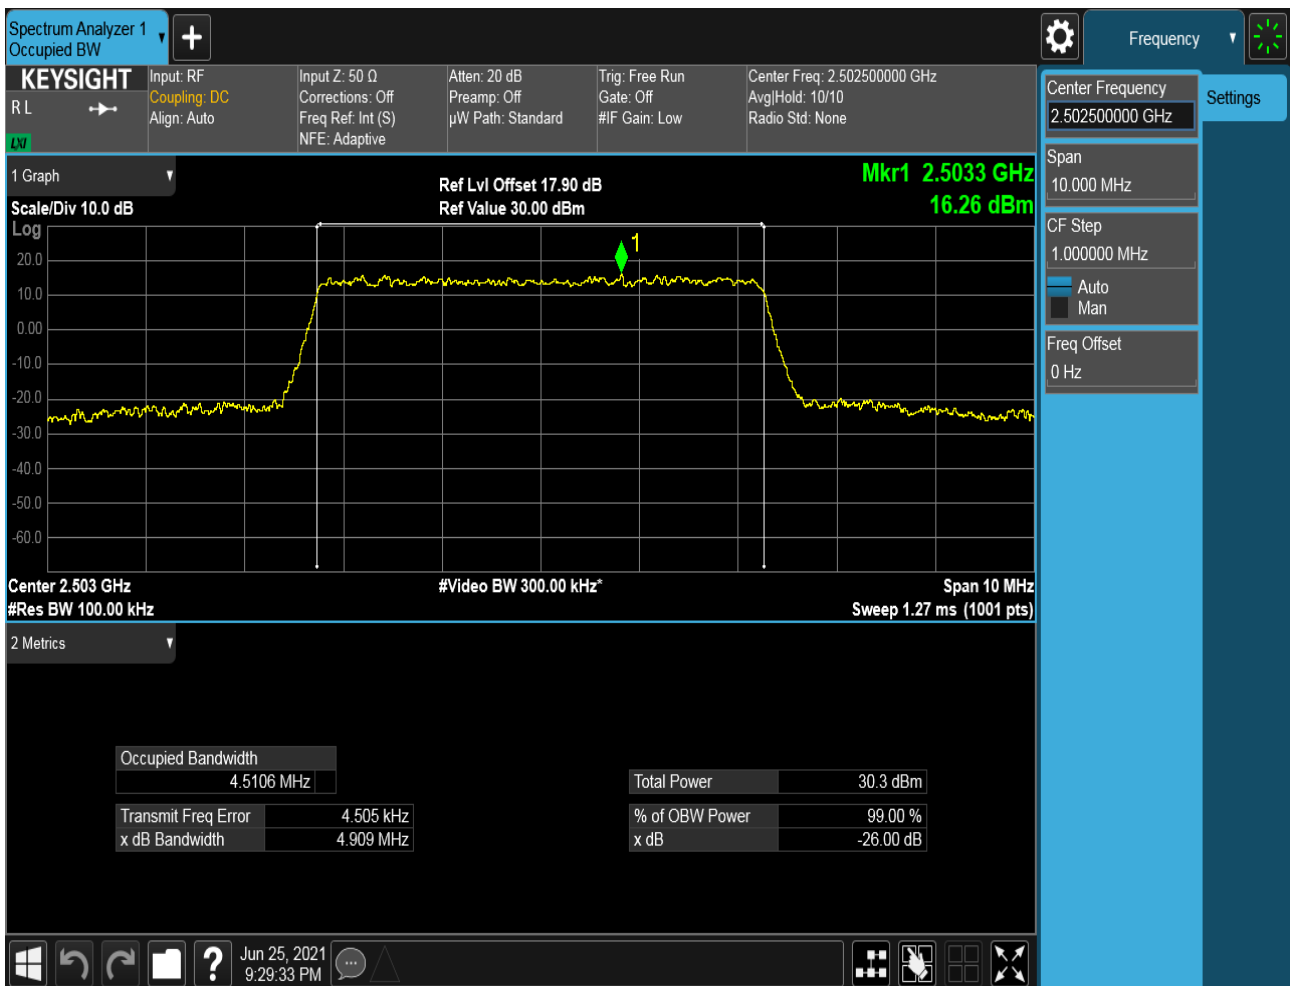 Spectrum Analyzer 1
Occupied BW
Frequency
KEYSIGHT
R L
LXI
Input: RF
Coupling: DC
Align: Auto
Input Z: 50 Ω
Corrections: Off
Freq Ref: Int (S)
NFE: Adaptive
Atten: 20 dB
Preamp: Off
µW Path: Standard
Trig: Free Run
Gate: Off
#IF Gain: Low
Center Freq: 2.502500000 GHz
Avg|Hold: 10/10
Radio Std: None
Center Frequency
2.502500000 GHz
Settings
Span
10.000 MHz
CF Step
1.000000 MHz
Auto
Man
Freq Offset
0 Hz
1 Graph
Scale/Div 10.0 dB
Log
Ref Lvl Offset 17.90 dB
Ref Value 30.00 dBm
Mkr1 2.5033 GHz
16.26 dBm
1
20.0
10.0
0.00
-10.0
-20.0
-30.0
-40.0
-50.0
-60.0
Center 2.503 GHz
#Res BW 100.00 kHz
#Video BW 300.00 kHz*
Span 10 MHz
Sweep 1.27 ms (1001 pts)
2 Metrics
Occupied Bandwidth
4.5106 MHz
Transmit Freq Error 4.505 kHz
x dB Bandwidth 4.909 MHz
Total Power 30.3 dBm
% of OBW Power 99.00 %
x dB -26.00 dB
?
Jun 25, 2021
9:29:33 PM